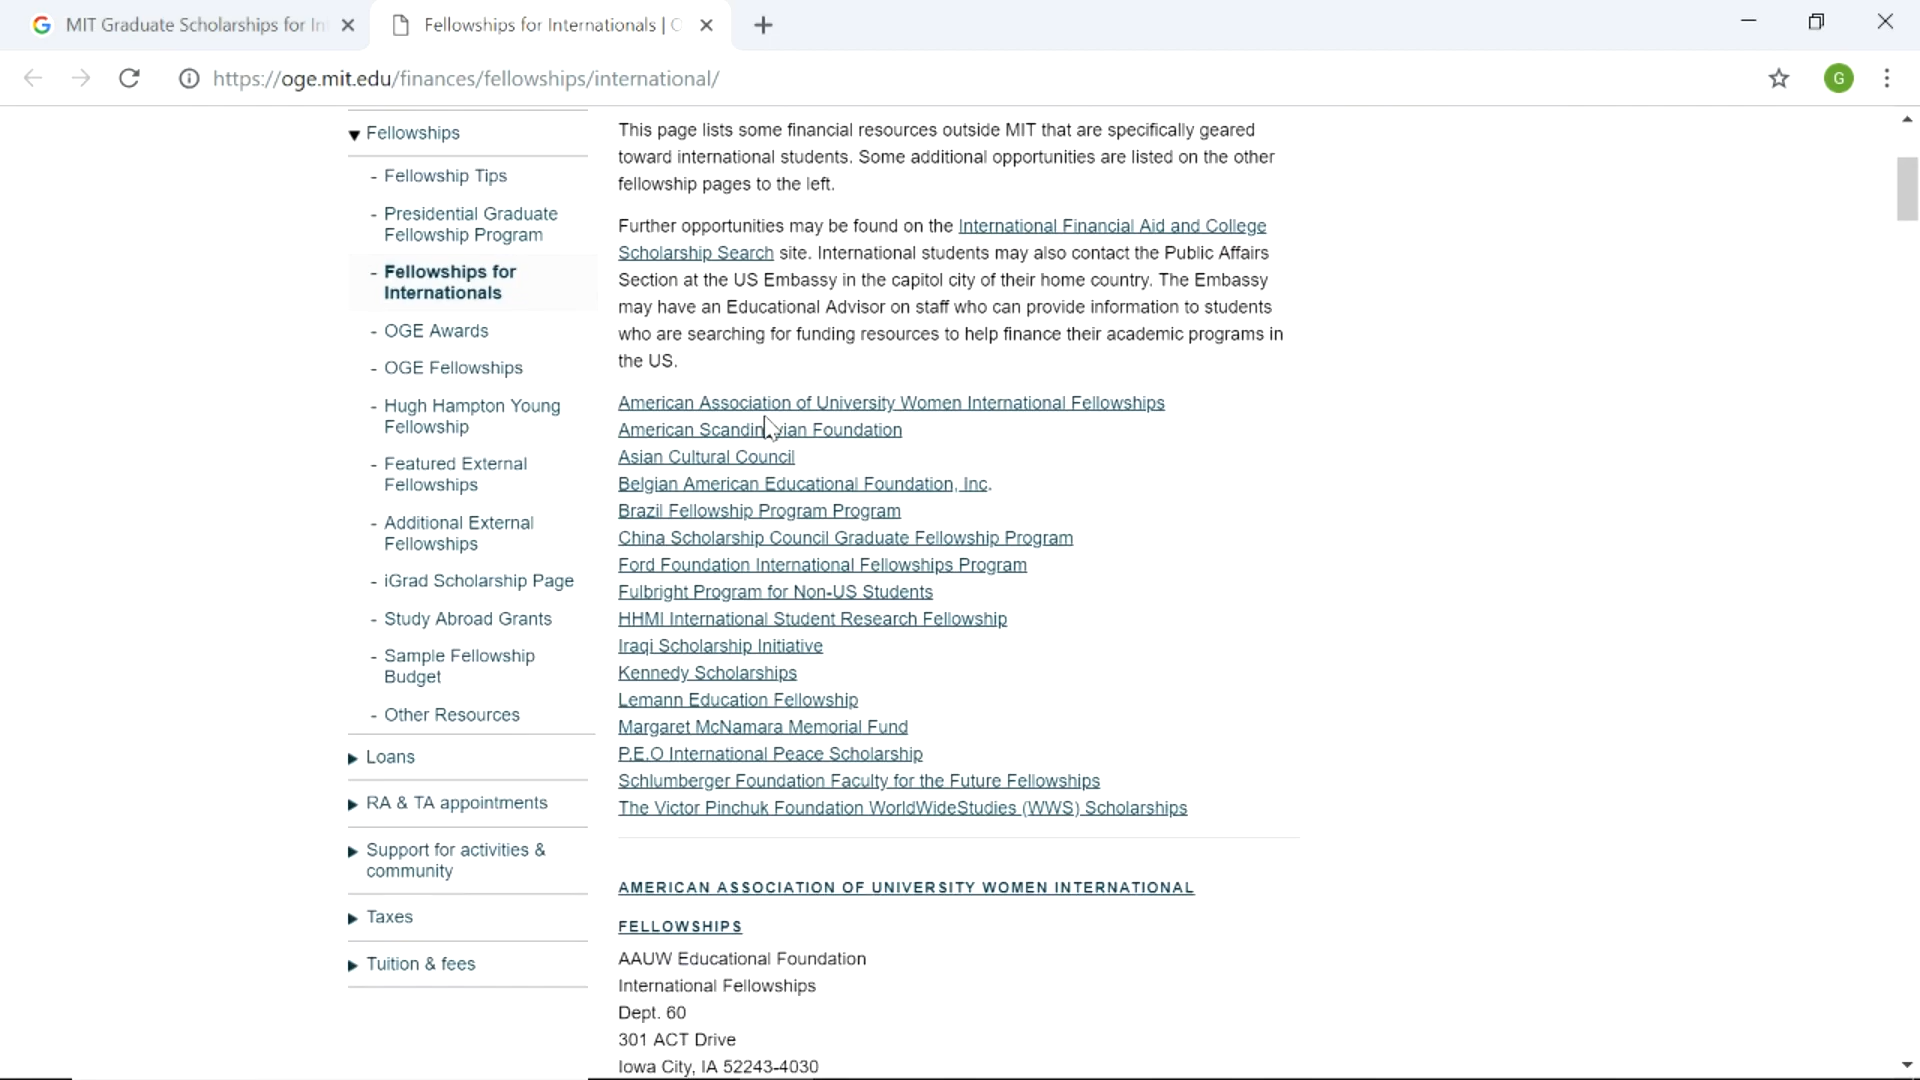 MIT Graduate Scholarships for In
Fellowships for Internationals |
https://oge.mit.edu/finances/fellowships/international/
G
Fellowships
- Fellowship Tips
- Presidential Graduate
Fellowship Program
- Fellowships for
Internationals
- OGE Awards
- OGE Fellowships
- Hugh Hampton Young
Fellowship
- Featured External
Fellowships
- Additional External
Fellowships
- iGrad Scholarship Page
- Study Abroad Grants
- Sample Fellowship
Budget
- Other Resources
Loans
RA & TA appointments
Support for activities &
community
Taxes
Tuition & fees
This page lists some financial resources outside MIT that are specifically geared
toward international students. Some additional opportunities are listed on the other
fellowship pages to the left.
Further opportunities may be found on the International Financial Aid and College
Scholarship Search site. International students may also contact the Public Affairs
Section at the US Embassy in the capitol city of their home country. The Embassy
may have an Educational Advisor on staff who can provide information to students
who are searching for funding resources to help finance their academic programs in
the US.
American Association of University Women International Fellowships
American Scandinavian Foundation
Asian Cultural Council
Belgian American Educational Foundation, Inc.
Brazil Fellowship Program Program
China Scholarship Council Graduate Fellowship Program
Ford Foundation International Fellowships Program
Fulbright Program for Non-US Students
HHMI International Student Research Fellowship
Iraqi Scholarship Initiative
Kennedy Scholarships
Lemann Education Fellowship
Margaret McNamara Memorial Fund
P.E.O International Peace Scholarship
Schlumberger Foundation Faculty for the Future Fellowships
The Victor Pinchuk Foundation WorldWideStudies (WWS) Scholarships
AMERICAN ASSOCIATION OF UNIVERSITY WOMEN INTERNATIONAL
FELLOWSHIPS
AAUW Educational Foundation
International Fellowships
Dept. 60
301 ACT Drive
Iowa City, IA 52243-4030